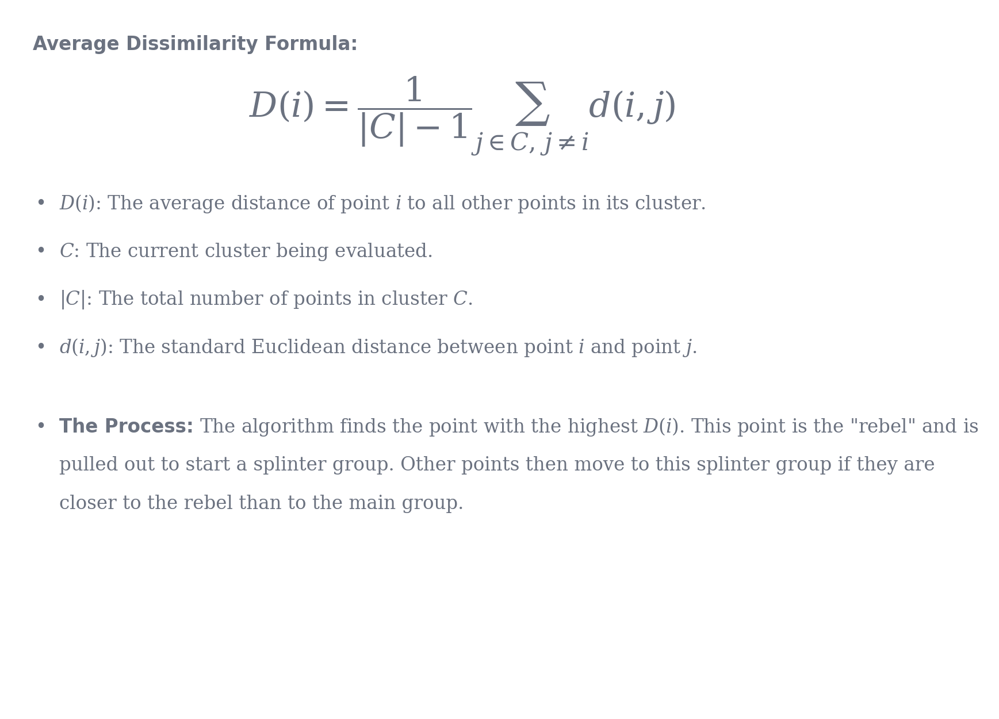 Average Dissimilarity Formula:
D(i) = \frac{1}{|C| − 1} \sum_{j ∈ C, j ≠ i} d(i, j)
• D(i): The average distance of point i to all other points in its cluster.
• C: The current cluster being evaluated.
• |C|: The total number of points in cluster C.
• d(i, j): The standard Euclidean distance between point i and point j.
• The Process: The algorithm finds the point with the highest D(i). This point is the "rebel" and is
pulled out to start a splinter group. Other points then move to this splinter group if they are
closer to the rebel than to the main group.